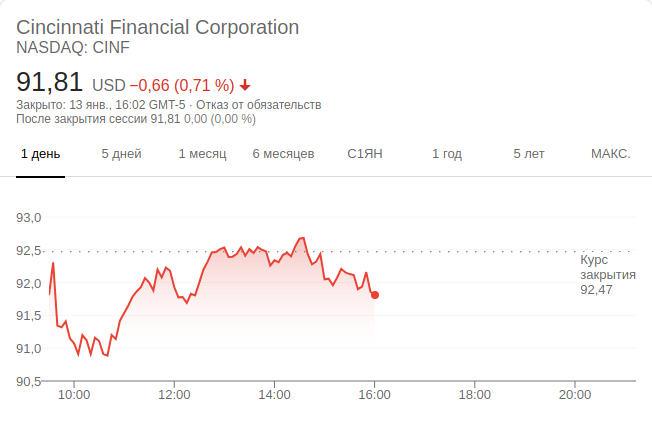 Cincinnati Financial Corporation
NASDAQ: CINF
91,81 USD −0,66 (0,71 %)
Закрыто: 13 янв., 16:02 GMT-5 · Отказ от обязательств
После закрытия сессии 91,81 0,00 (0,00 %)
1 день 5 дней 1 месяц 6 месяцев С1ЯН 1 год 5 лет МАКС.
93,0
92,5
Курс
закрытия
92,47
92,0
91,5
91,0
90,5
10:00 12:00 14:00 16:00 18:00 20:00